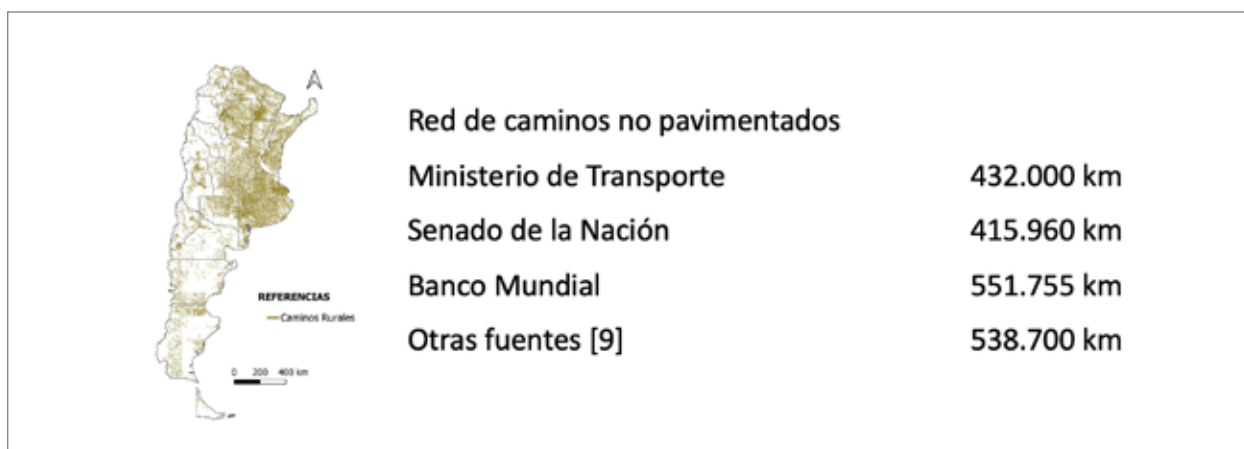 Red de caminos no pavimentados
Ministerio de Transporte 432.000 km
Senado de la Nación 415.960 km
Banco Mundial 551.755 km
Otras fuentes [9] 538.700 km
REFERENCIAS
Caminos Rurales
0 200 400 km